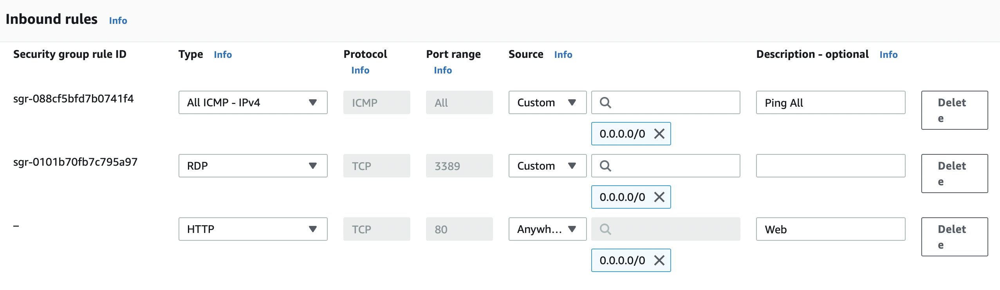 Inbound rules Info
Security group rule ID Type Info Protocol Port range Source Info Description - optional Info
Info Info
sgr-088cf5bfd7b0741f4 All ICMP - IPv4 ICMP All Custom Ping All Delet
e
0.0.0.0/0
sgr-0101b70fb7c795a97 RDP TCP 3389 Custom Delet
e
0.0.0.0/0
– HTTP TCP 80 Anywh... Web Delet
e
0.0.0.0/0